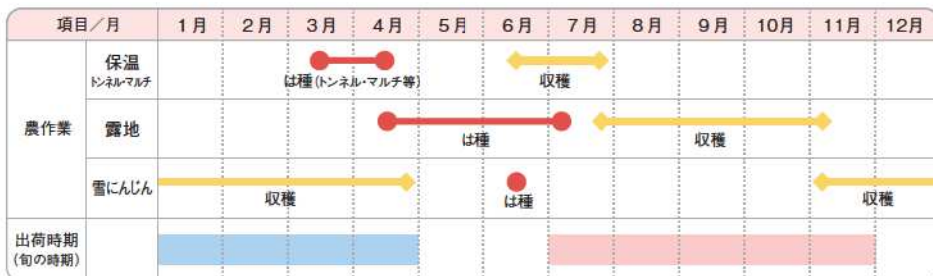 項目／月 1月 2月 3月 4月 5月 6月 7月 8月 9月 10月 11月 12月
農作業
保温
トンネル・マルチ
は種(トンネル・マルチ等)
収穫
露地
は種
収穫
雪にんじん
収穫
は種
収穫
出荷時期
(旬の時期)